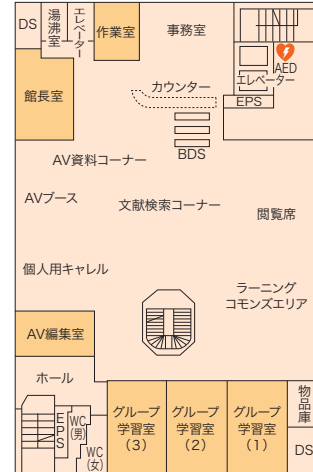 DS
湯沸室
エレベーター
作業室
事務室
AED
エレベーター
EPS
館長室
カウンター
BDS
AV資料コーナー
AVブース
文献検索コーナー
閲覧席
個人用キャレル
ラーニング
コモンズエリア
AV編集室
ホール
EPS
WC
(男)
WC
(女)
グループ
学習室
(3)
グループ
学習室
(2)
グループ
学習室
(1)
物品庫
DS